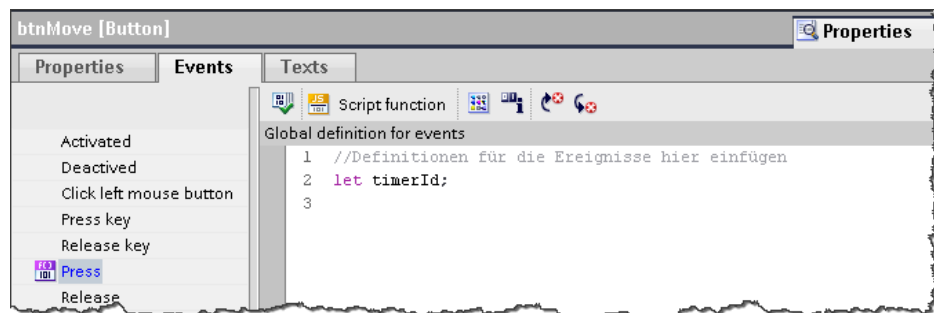 btnMove [Button]
Properties
Properties Events Texts
Script function
Global definition for events
Activated
Deactived
Click left mouse button
Press key
Release key
Press
Release
1 //Definitionen für die Ereignisse hier einfügen
2 let timerId;
3